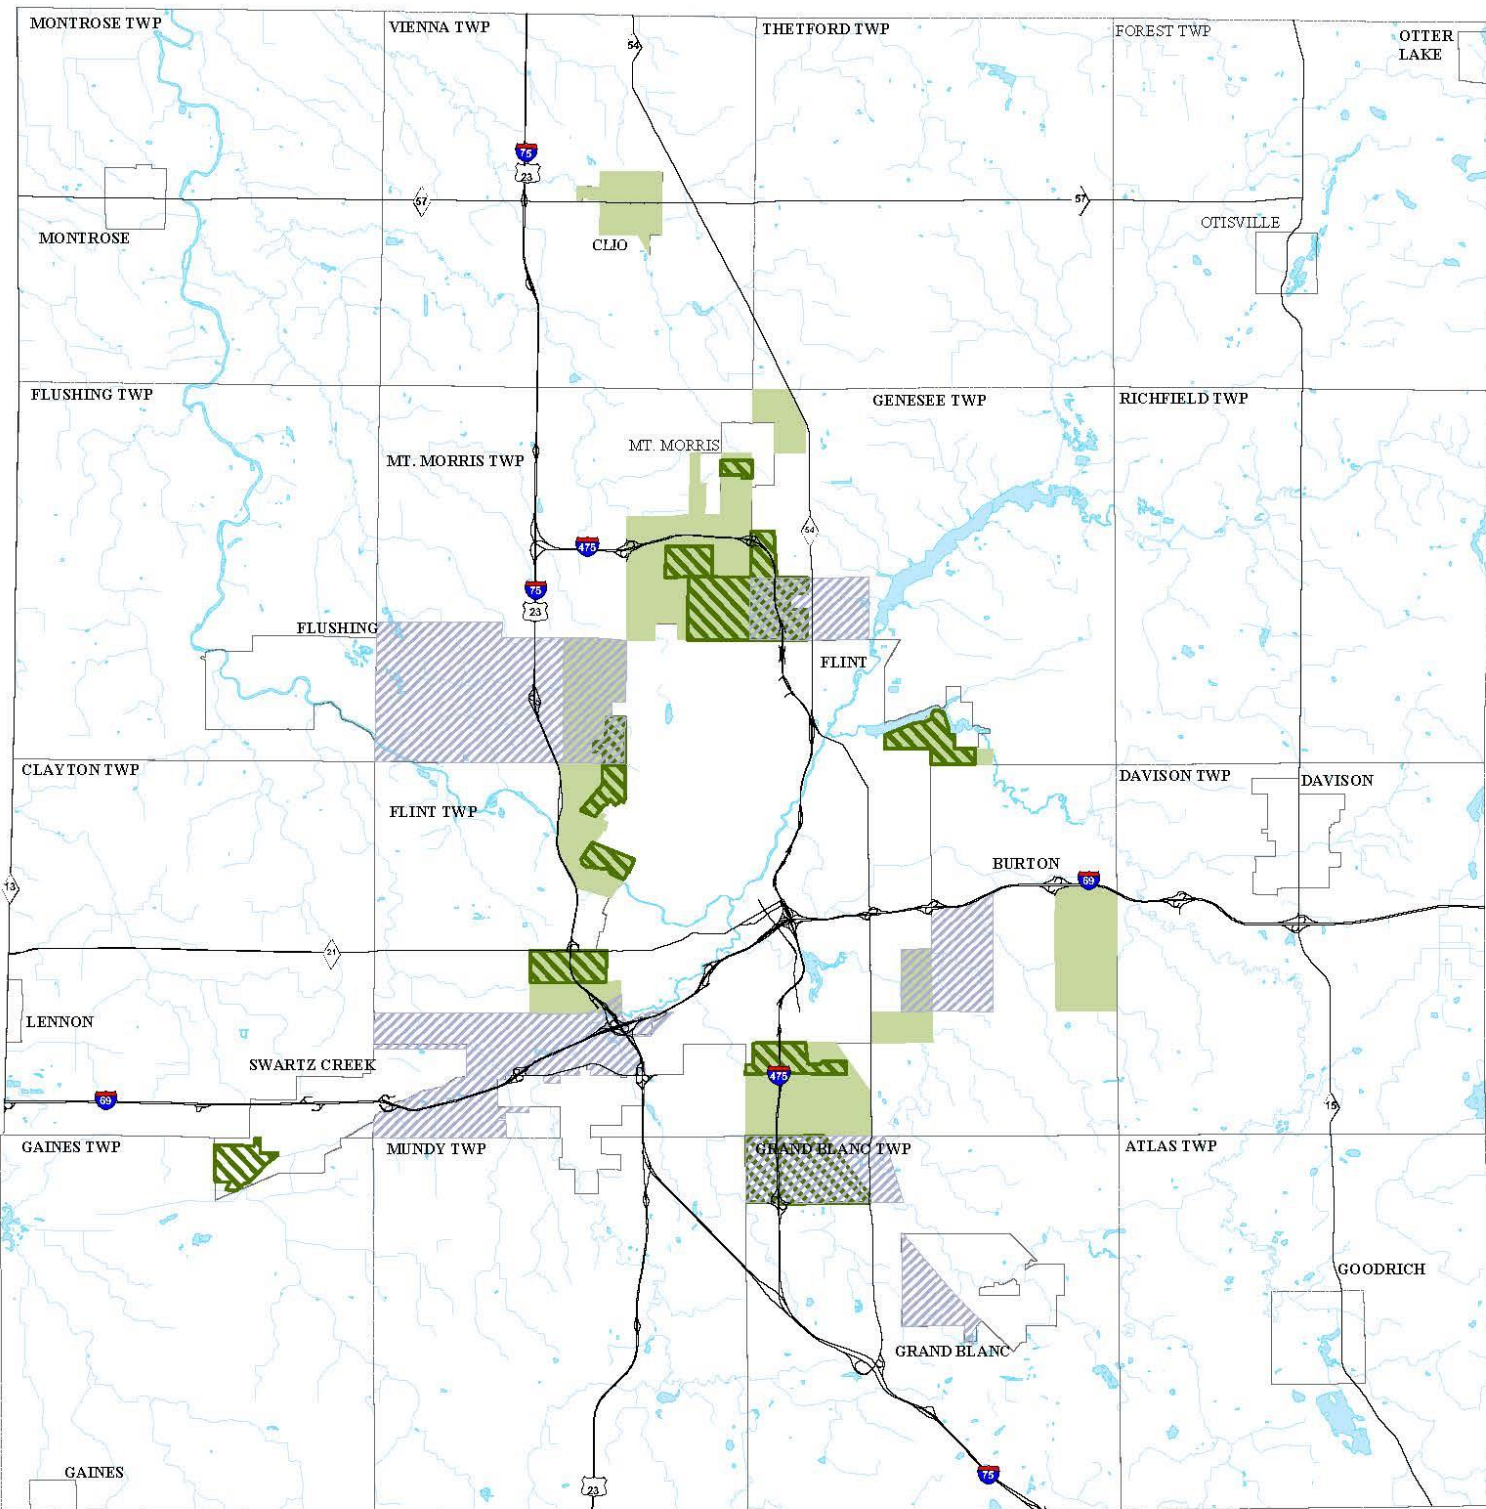 MONTROSE TWP
VIENNA TWP
THETFORD TWP
FOREST TWP
OTTER
LAKE
54
75
23
57
57
MONTROSE
CLIO
OTISVILLE
FLUSHING TWP
GENESEE TWP
RICHFIELD TWP
MT. MORRIS
MT. MORRIS TWP
54
475
75
23
FLUSHING
FLINT
CLAYTON TWP
DAVISON TWP
DAVISON
FLINT TWP
BURTON
69
13
21
LENNON
SWARTZ CREEK
475
69
15
GAINES TWP
MUNDY TWP
GRAND BLANC TWP
ATLAS TWP
GOODRICH
GRAND BLANC
GAINES
75
23